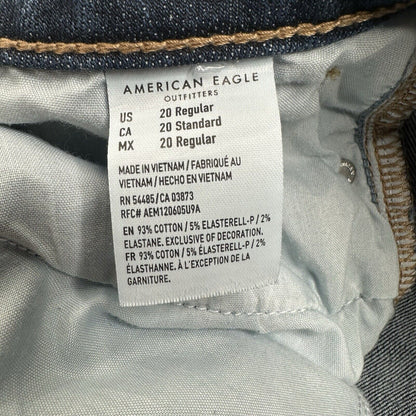 AMERICAN EAGLE
OUTFITTERS
US 20 Regular
CA 20 Standard
MX 20 Regular
MADE IN VIETNAM / FABRIQUÉ AU
VIETNAM / HECHO EN VIETNAM
RN 54485/CA 03873
RFC# AEM120605U9A
EN 93% COTTON / 5% ELASTERELL-P / 2%
ELASTANE. EXCLUSIVE OF DECORATION.
FR 93% COTON / 5% ELASTERELL-P / 2%
ÉLASTHANNE. À L'EXCEPTION DE LA
GARNITURE.